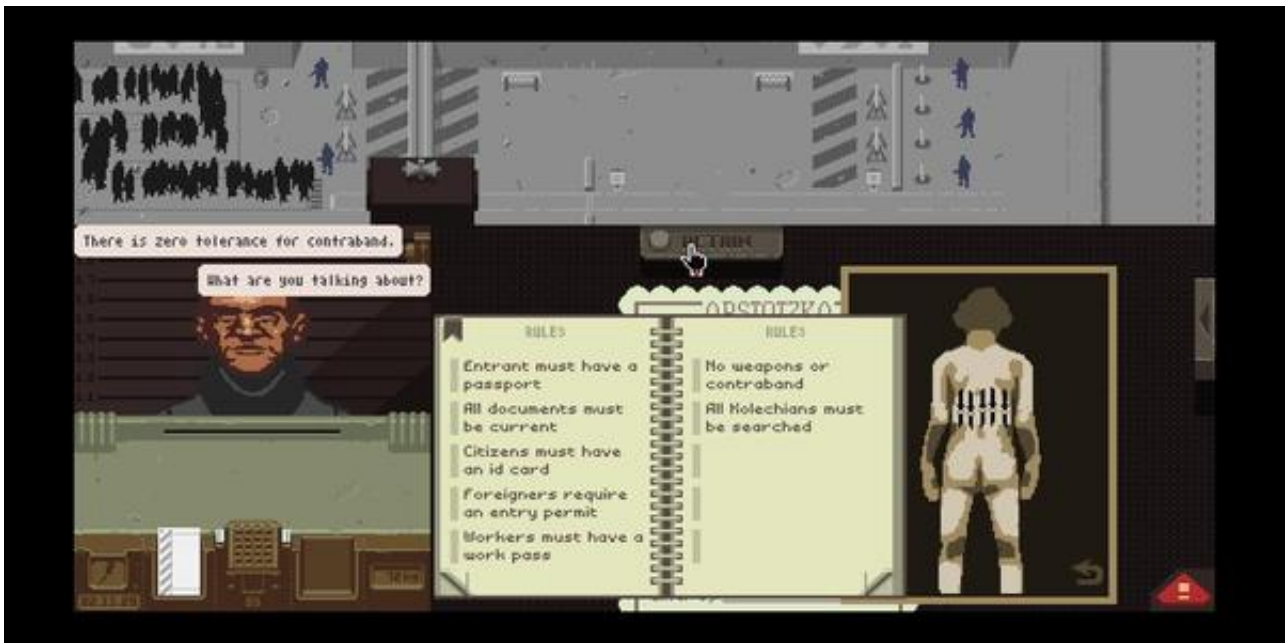 There is zero tolerance for contraband.
What are you talking about?
DETAIN
ARSTOTZKA
RULES
Entrant must have a
passport
All documents must
be current
Citizens must have
an id card
Foreigners require
an entry permit
Workers must have a
work pass
RULES
No weapons or
contraband
All Kolechians must
be searched